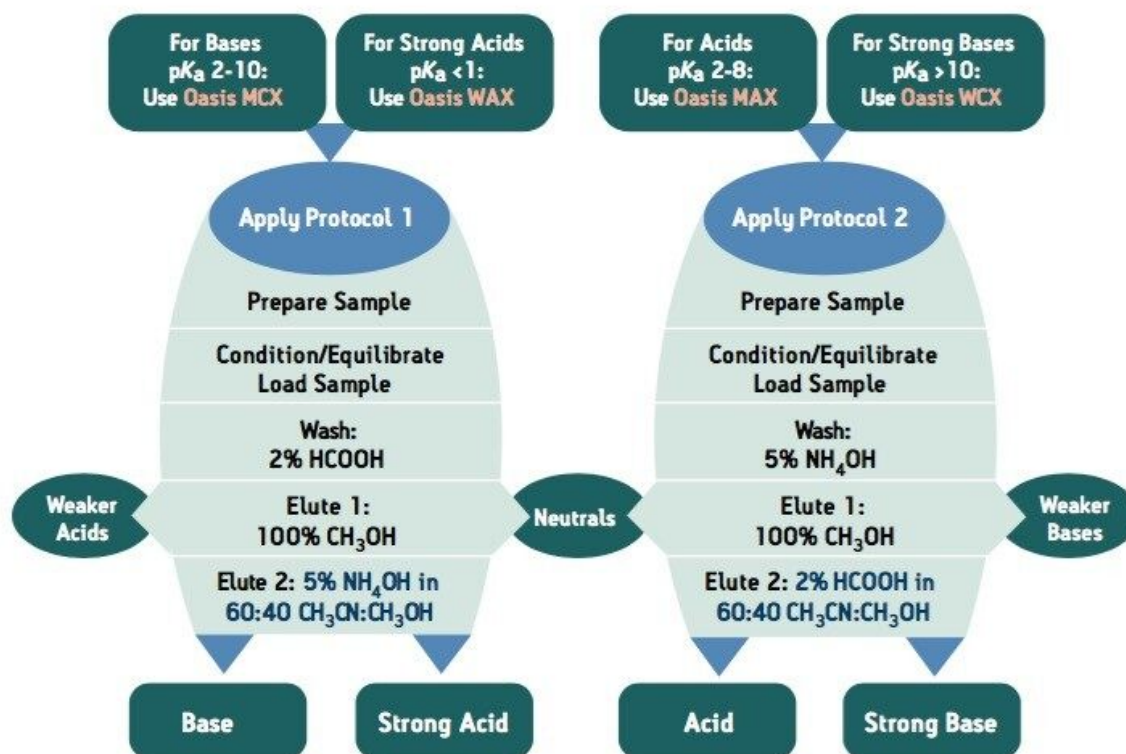 For Bases
pKa 2-10:
Use Oasis MCX
For Strong Acids
pKa <1:
Use Oasis WAX
For Acids
pKa 2-8:
Use Oasis MAX
For Strong Bases
pKa >10:
Use Oasis WCX
Apply Protocol 1
Prepare Sample
Condition/Equilibrate
Load Sample
Wash:
2% HCOOH
Weaker
Acids
Elute 1:
100% CH₃OH
Elute 2: 5% NH₄OH in
60:40 CH₃CN:CH₃OH
Base
Strong Acid
Neutrals
Apply Protocol 2
Prepare Sample
Condition/Equilibrate
Load Sample
Wash:
5% NH₄OH
Elute 1:
100% CH₃OH
Weaker
Bases
Elute 2: 2% HCOOH in
60:40 CH₃CN:CH₃OH
Acid
Strong Base